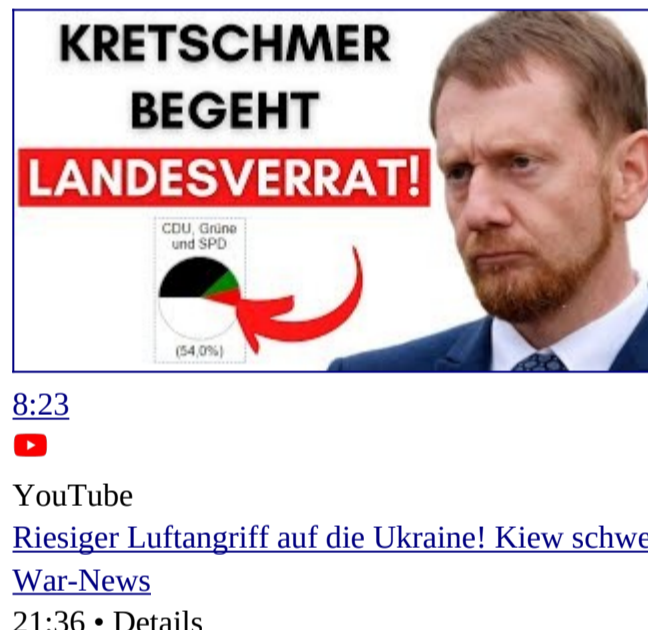 KRETSCHMER
BEGEHT
LANDESVERRAT!
CDU, Grüne
und SPD
(54,0%)
8:23
YouTube
Riesiger Luftangriff auf die Ukraine! Kiew schwe
War-News
21:36 • Details